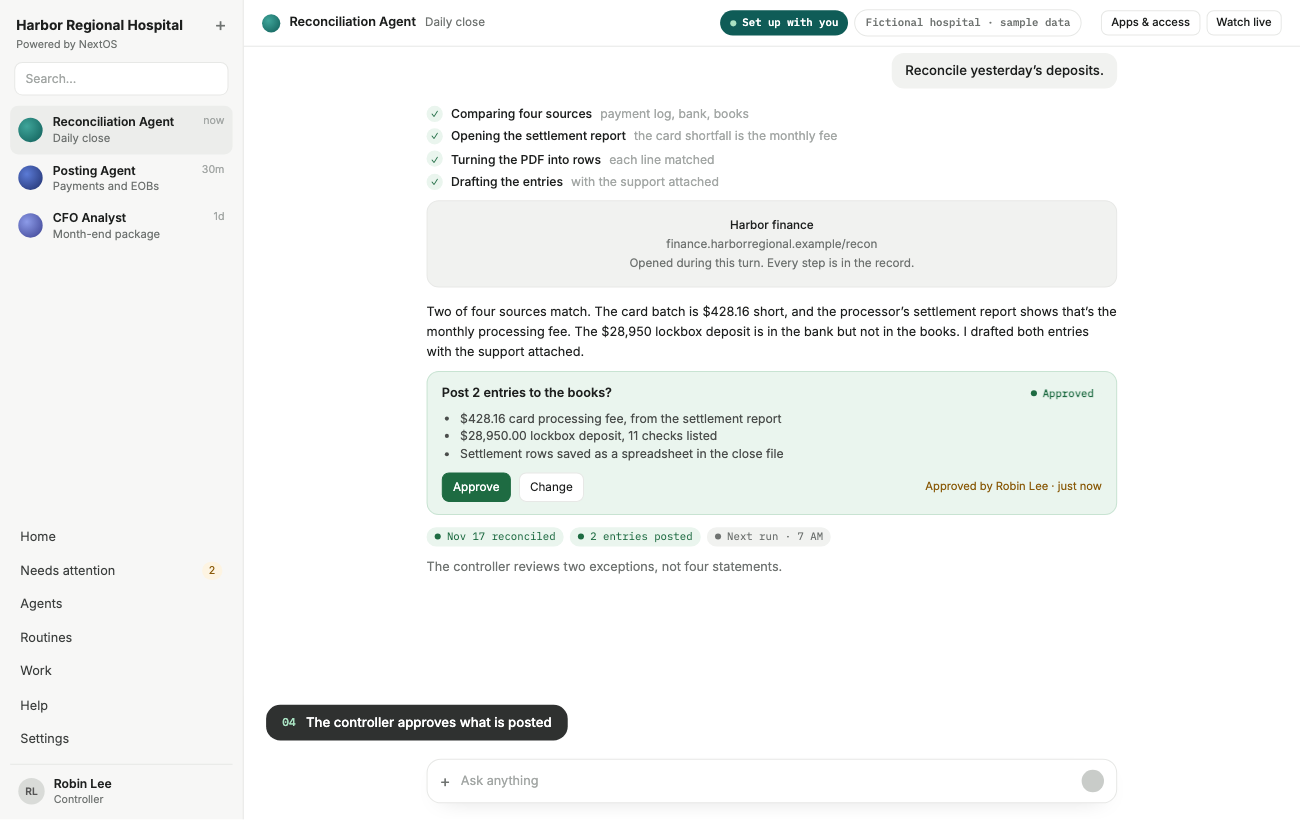 Harbor Regional Hospital
+
Powered by NextOS
Search...
Reconciliation Agent
now
Daily close
Posting Agent
30m
Payments and EOBs
CFO Analyst
1d
Month-end package
Home
Needs attention
2
Agents
Routines
Work
Help
Settings
RL
Robin Lee
Controller
Reconciliation Agent Daily close
Set up with you
Fictional hospital · sample data
Apps & access
Watch live
Reconcile yesterday's deposits.
✓ Comparing four sources payment log, bank, books
✓ Opening the settlement report the card shortfall is the monthly fee
✓ Turning the PDF into rows each line matched
✓ Drafting the entries with the support attached
Harbor finance
finance.harborregional.example/recon
Opened during this turn. Every step is in the record.
Two of four sources match. The card batch is $428.16 short, and the processor's settlement report shows that's the
monthly processing fee. The $28,950 lockbox deposit is in the bank but not in the books. I drafted both entries
with the support attached.
Post 2 entries to the books?
Approved
• $428.16 card processing fee, from the settlement report
• $28,950.00 lockbox deposit, 11 checks listed
• Settlement rows saved as a spreadsheet in the close file
Approve
Change
Approved by Robin Lee · just now
Nov 17 reconciled
2 entries posted
Next run · 7 AM
The controller reviews two exceptions, not four statements.
04 The controller approves what is posted
+ Ask anything